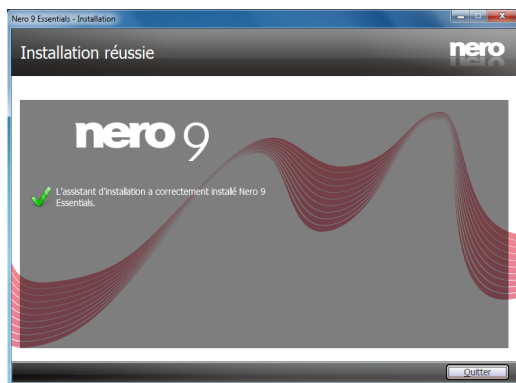 Nero 9 Essentials - Installation
Installation réussie
nero
nero 9
L'assistant d'installation a correctement installé Nero 9
Essentials.
Quitter